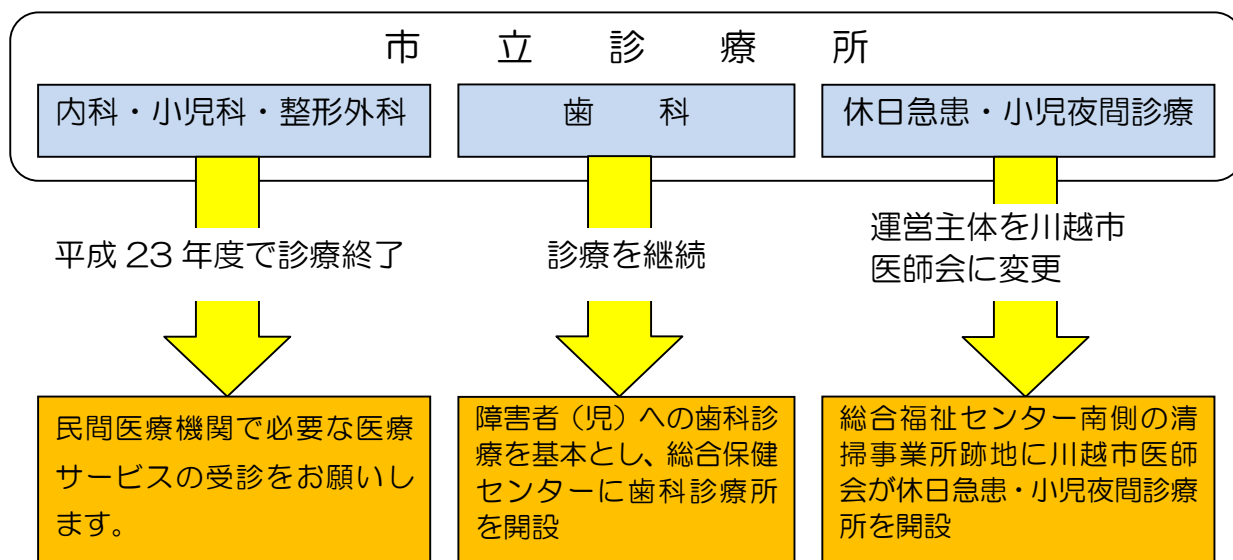 市立診療所
内科・小児科・整形外科
歯科
休日急患・小児夜間診療
平成23年度で診療終了
診療を継続
運営主体を川越市
医師会に変更
民間医療機関で必要な医療
サービスの受診をお願いし
ます。
障害者（児）への歯科診
療を基本とし、総合保健
センターに歯科診療所
を開設
総合福祉センター南側の清
掃事業所跡地に川越市医師
会が休日急患・小児夜間診療
所を開設